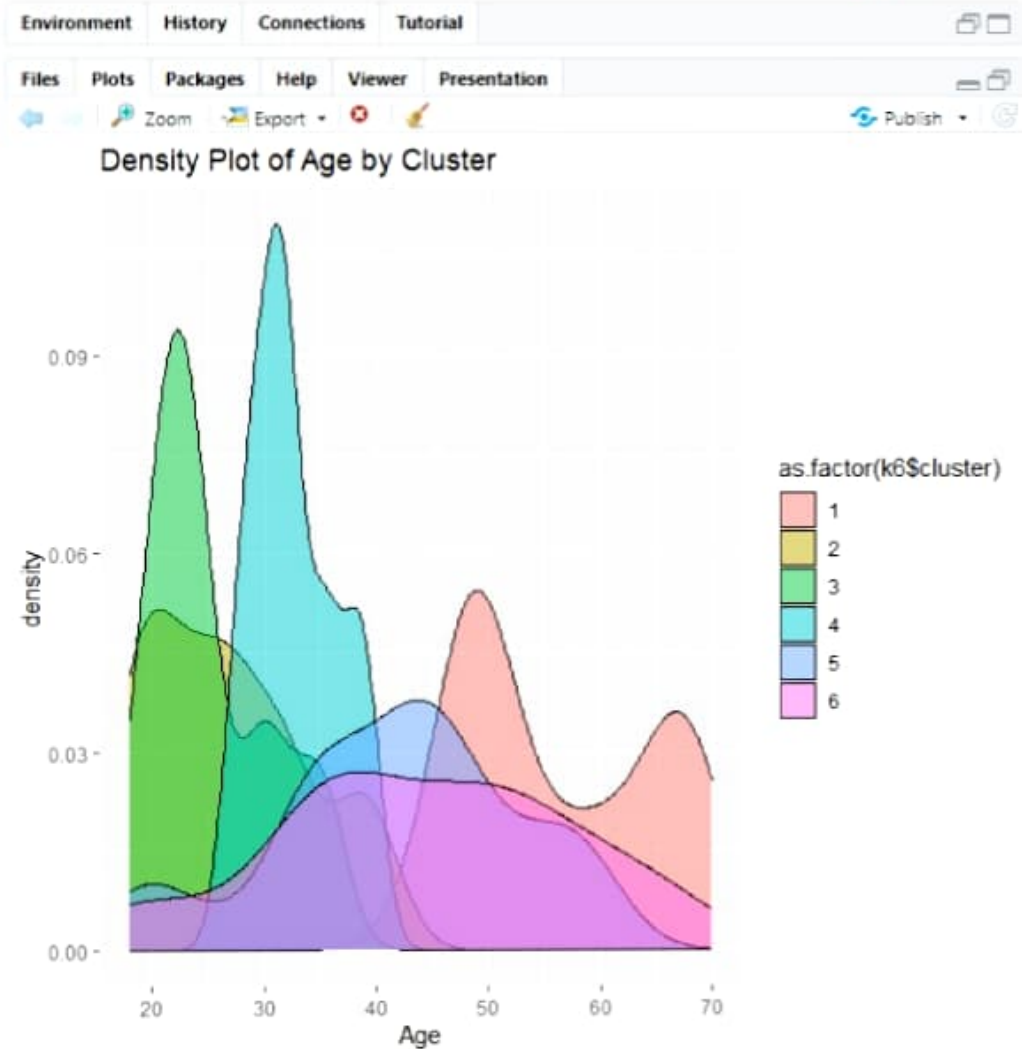 Environment History Connections Tutorial
Files Plots Packages Help Viewer Presentation
Zoom Export Publish
Density Plot of Age by Cluster
0.09
0.06
0.03
0.00
density
20 30 40 50 60 70
Age
as.factor(k6$cluster)
1
2
3
4
5
6